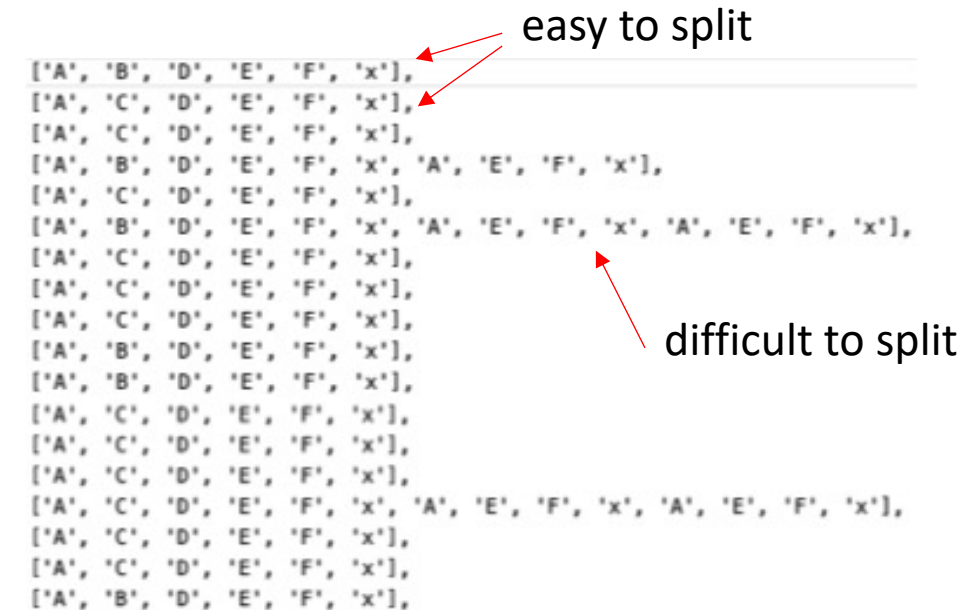 easy to split
['A', 'B', 'D', 'E', 'F', 'x'],
['A', 'C', 'D', 'E', 'F', 'x'],
['A', 'C', 'D', 'E', 'F', 'x'],
['A', 'B', 'D', 'E', 'F', 'x', 'A', 'E', 'F', 'x'],
['A', 'C', 'D', 'E', 'F', 'x'],
['A', 'B', 'D', 'E', 'F', 'x', 'A', 'E', 'F', 'x', 'A', 'E', 'F', 'x'],
['A', 'C', 'D', 'E', 'F', 'x'],
['A', 'C', 'D', 'E', 'F', 'x'],
['A', 'C', 'D', 'E', 'F', 'x'],
difficult to split
['A', 'B', 'D', 'E', 'F', 'x'],
['A', 'B', 'D', 'E', 'F', 'x'],
['A', 'C', 'D', 'E', 'F', 'x'],
['A', 'C', 'D', 'E', 'F', 'x'],
['A', 'C', 'D', 'E', 'F', 'x'],
['A', 'C', 'D', 'E', 'F', 'x', 'A', 'E', 'F', 'x', 'A', 'E', 'F', 'x'],
['A', 'C', 'D', 'E', 'F', 'x'],
['A', 'C', 'D', 'E', 'F', 'x'],
['A', 'B', 'D', 'E', 'F', 'x'],